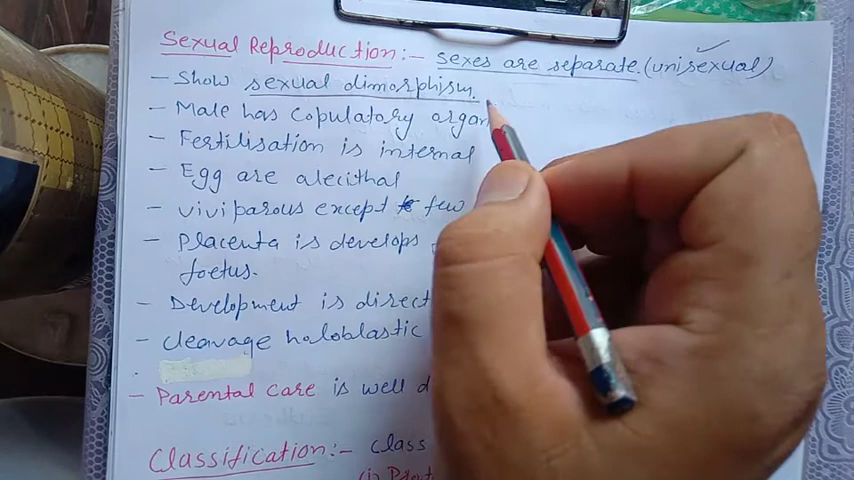 Sexual Reproduction:- Sexes are separate. (unisexual)
- Show sexual dimorphism.
- Male has copulatory organ
- Fertilisation is internal
- Egg are alecithal
- viviparous except few
- Placenta is develops
foetus.
- Development is direct
- cleavage holoblastic
- Parental care is well d
Classification:- class
(i) Prot